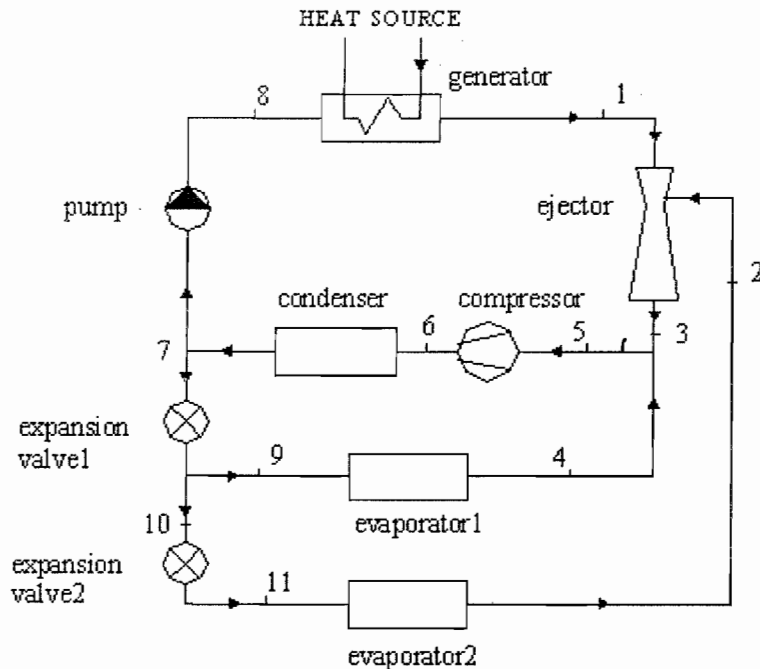 HEAT SOURCE
generator
8
1
pump
ejector
2
condenser
compressor
6
5
3
7
expansion
valve1
9
4
evaporator1
10
expansion
valve2
11
evaporator2